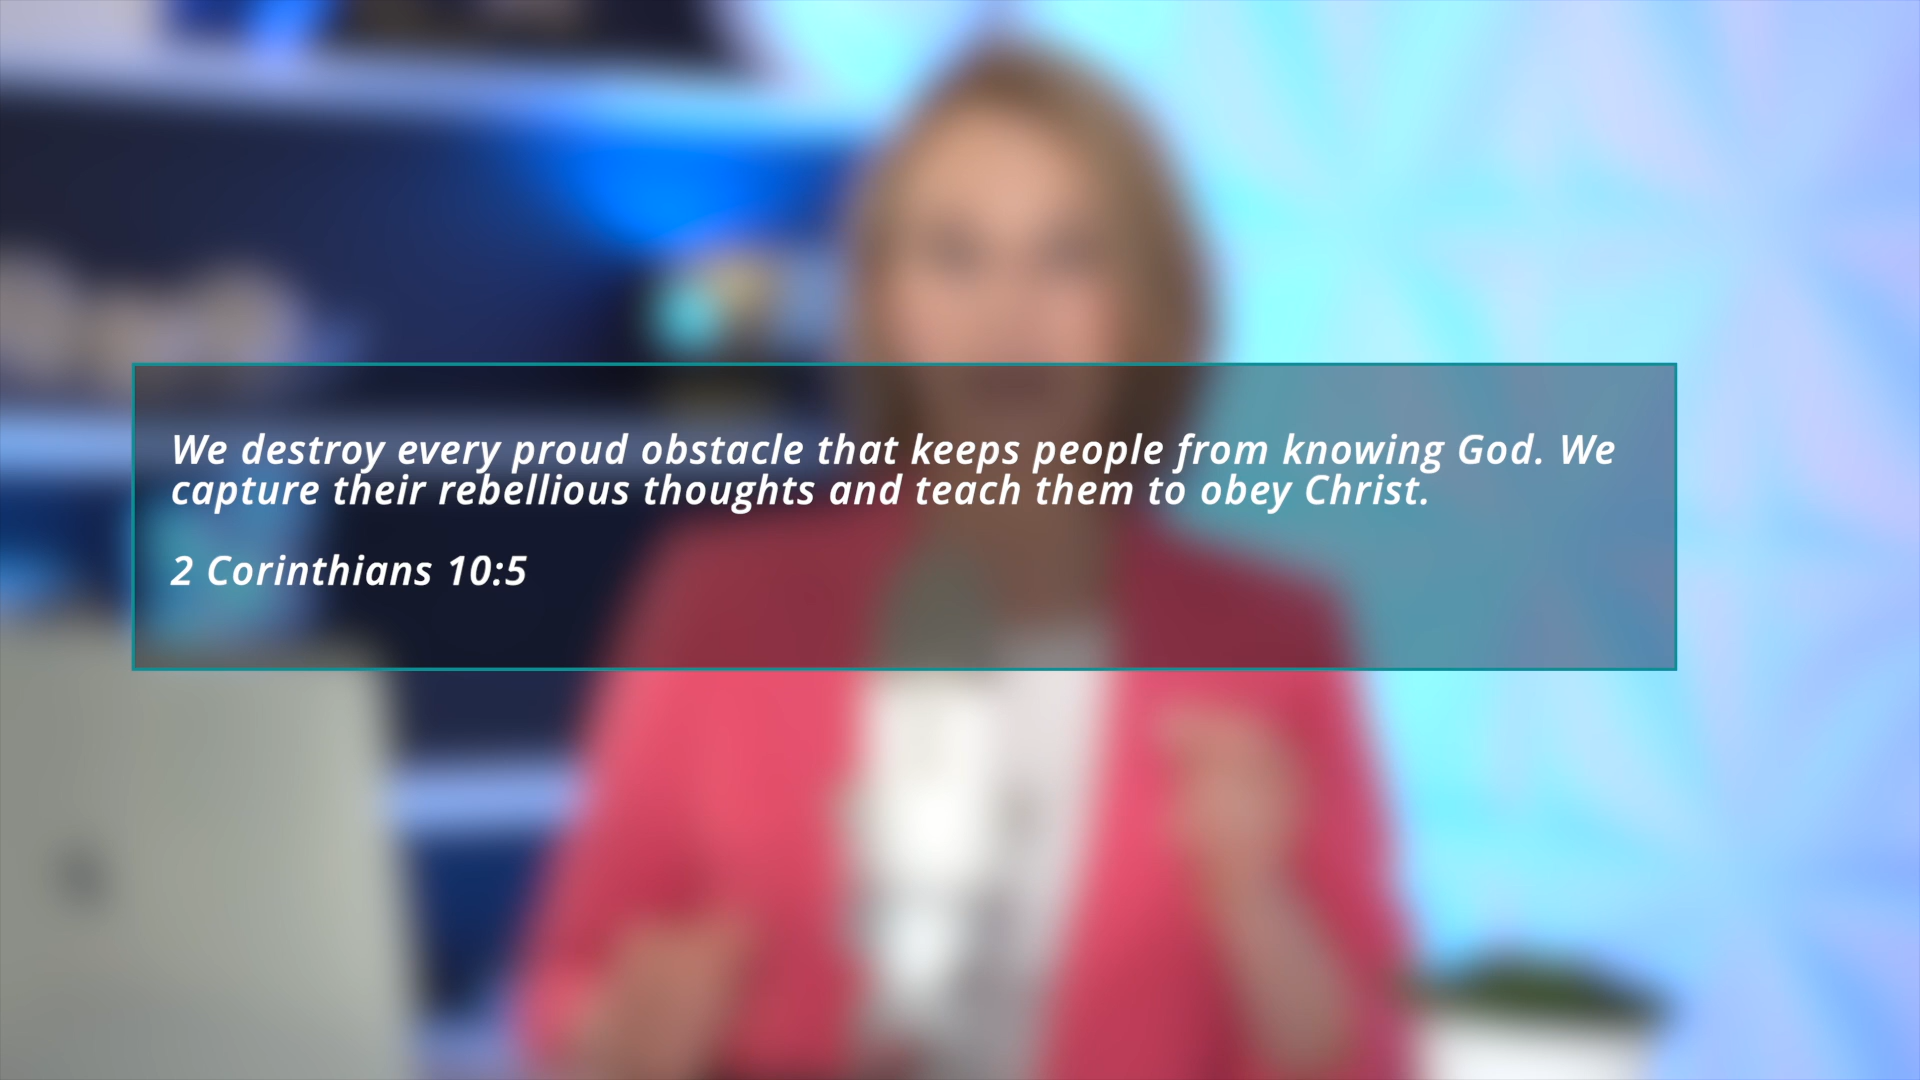 We destroy every proud obstacle that keeps people from knowing God. We
capture their rebellious thoughts and teach them to obey Christ.
2 Corinthians 10:5